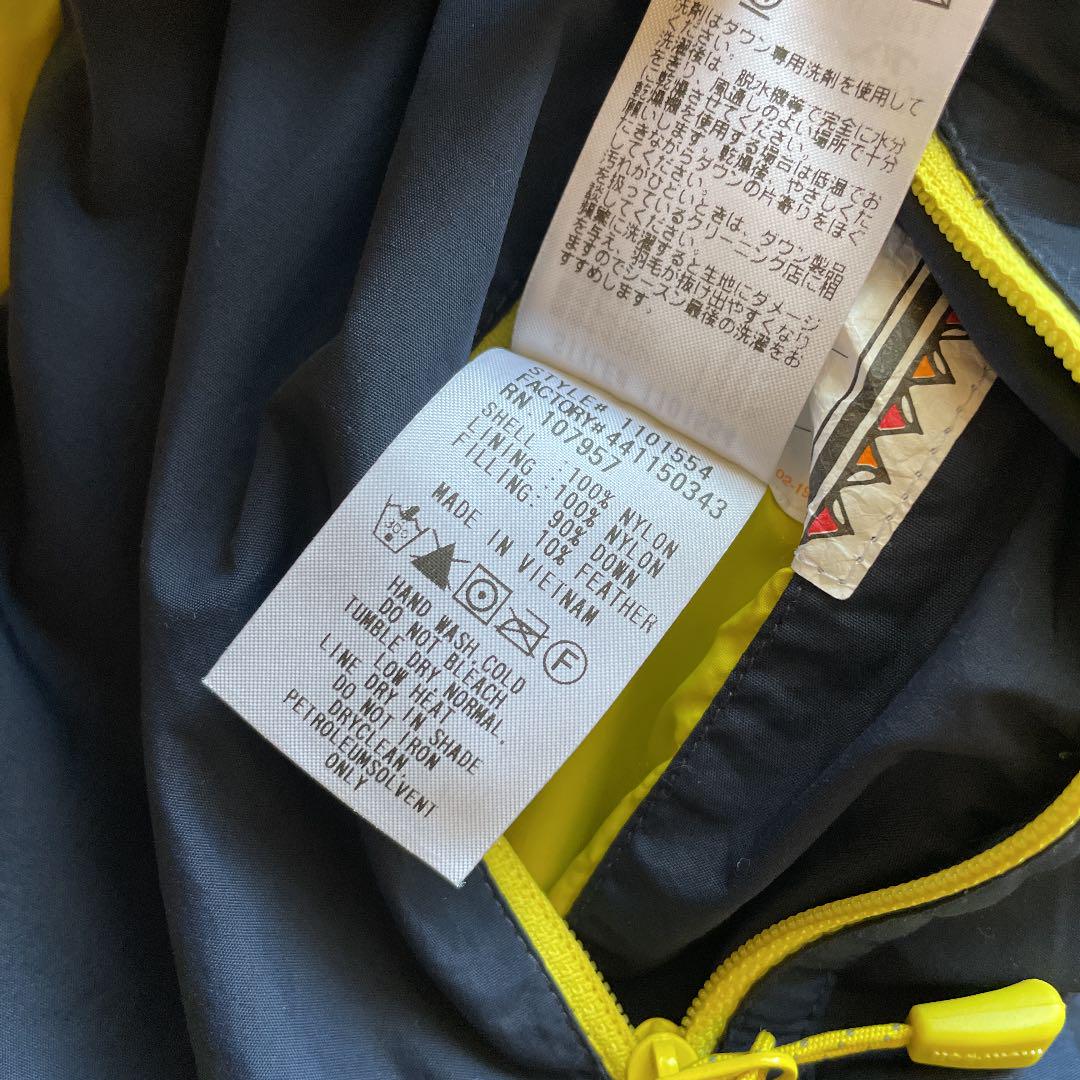 洗剤はダウン専用洗剤を使用して
ください。
洗濯後は、脱水機等で完全に水分
を素り、風通しのよい場所で十分
に乾燥させてください。
乾燥機を使用する場合は低温でお
願いします。乾燥後、やさしくた
たきながらダウンの片寄りをほぐ
してください。
汚れがひどいときは、ダウン製品
を扱っているクリーニング店に相
談してください。
頻繁に洗濯すると生地にダメージ
を与え、羽毛が抜け出やすくなり
ますのでシーズン最後の洗濯をお
すすめします。
STYLE# 1101554
FACTORY#441150343
RN. 107957
SHELL :100% NYLON
LINING :100% NYLON
FILLING: 90% DOWN
10% FEATHER
MADE IN VIETNAM
30
F
HAND WASH COLD
DO NOT BLEACH
TUMBLE DRY NORMAL,
LOW HEAT
LINE DRY IN SHADE
DO NOT IRON
DRYCLEAN,
PETROLEUMSOLVENT
ONLY